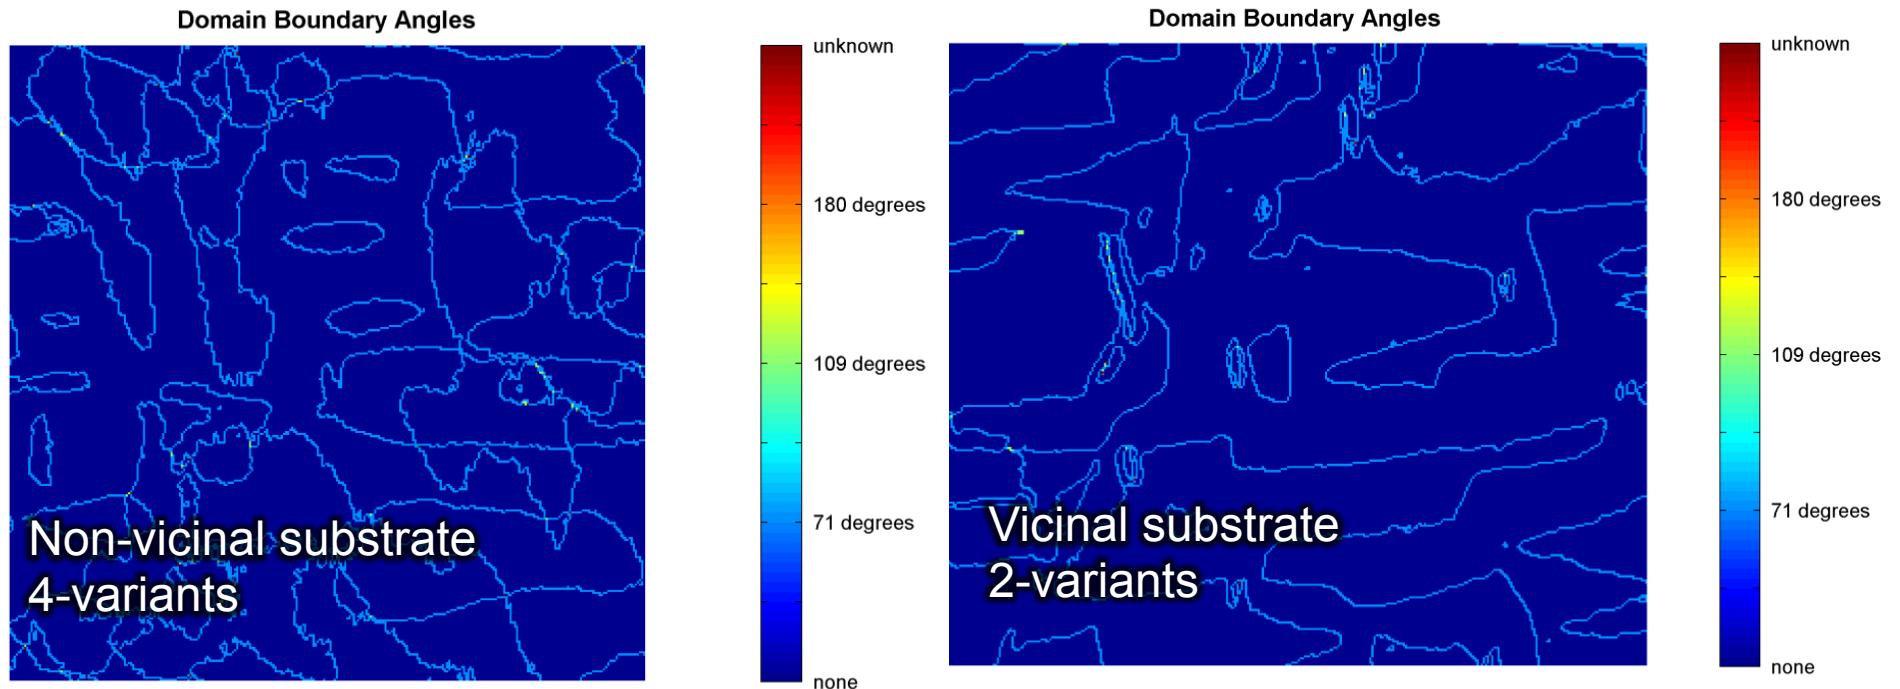 Domain Boundary Angles
unknown
180 degrees
109 degrees
71 degrees
none
Non-vicinal substrate
4-variants
Domain Boundary Angles
unknown
180 degrees
109 degrees
71 degrees
none
Vicinal substrate
2-variants